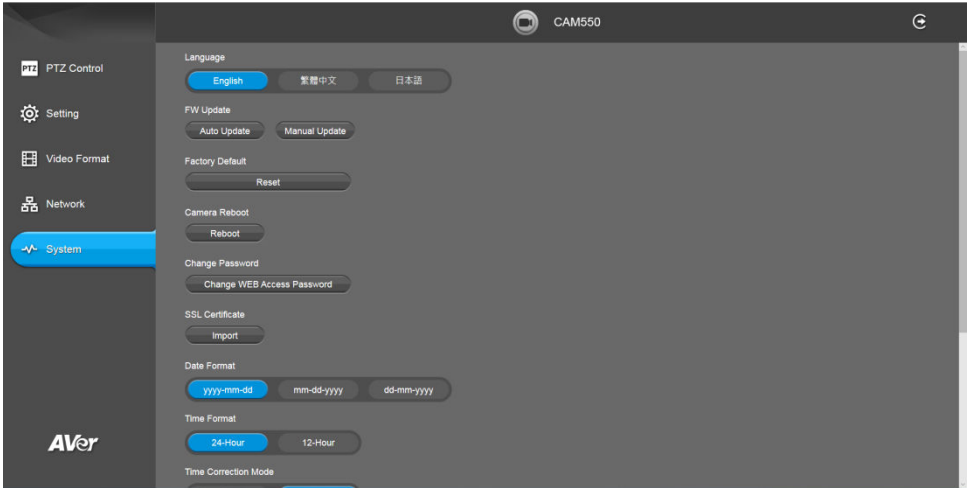 CAM550
PTZ PTZ Control
Setting
Video Format
Network
System
AVer
Language
English 繁體中文 日本語
FW Update
Auto Update Manual Update
Factory Default
Reset
Camera Reboot
Reboot
Change Password
Change WEB Access Password
SSL Certificate
Import
Date Format
yyyy-mm-dd mm-dd-yyyy dd-mm-yyyy
Time Format
24-Hour 12-Hour
Time Correction Mode